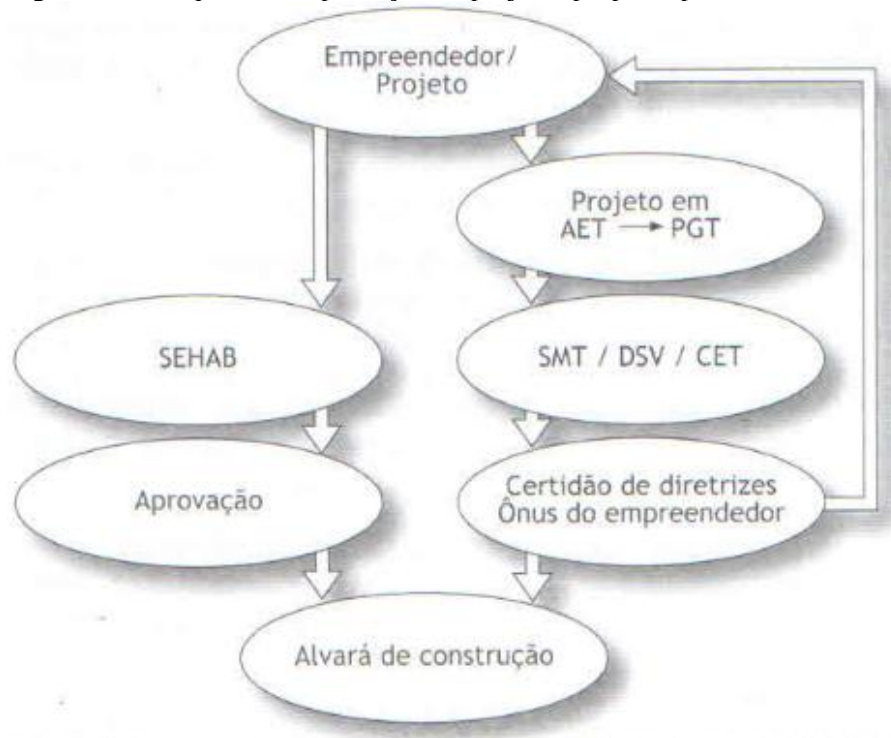 Empreendedor/
Projeto
Projeto em
AET → PGT
SEHAB
SMT / DSV / CET
Aprovação
Certidão de diretrizes
Ônus do empreendedor
Alvará de construção